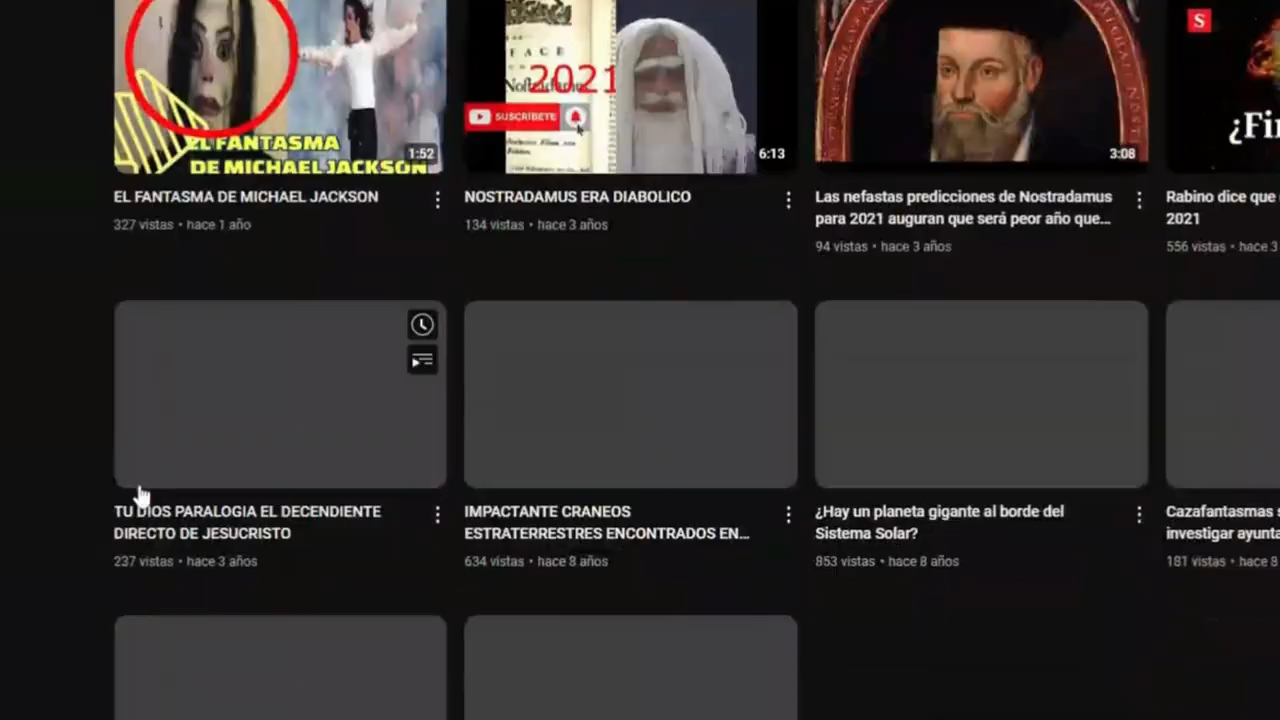 EL FANTASMA
DE MICHAEL JACKSON
1:52
FACE
Nostradamus
2021
SUSCRÍBETE
6:13
3:08
S
¿Fin
EL FANTASMA DE MICHAEL JACKSON
327 vistas • hace 1 año
NOSTRADAMUS ERA DIABOLICO
134 vistas • hace 3 años
Las nefastas predicciones de Nostradamus
para 2021 auguran que será peor año que...
94 vistas • hace 3 años
Rabino dice que
2021
556 vistas • hace 3
TU DIOS PARALOGIA EL DECENDIENTE
DIRECTO DE JESUCRISTO
237 vistas • hace 3 años
IMPACTANTE CRANEOS
ESTRATERRESTRES ENCONTRADOS EN...
634 vistas • hace 8 años
¿Hay un planeta gigante al borde del
Sistema Solar?
853 vistas • hace 8 años
Cazafantasmas s
investigar ayunta
181 vistas • hace 8